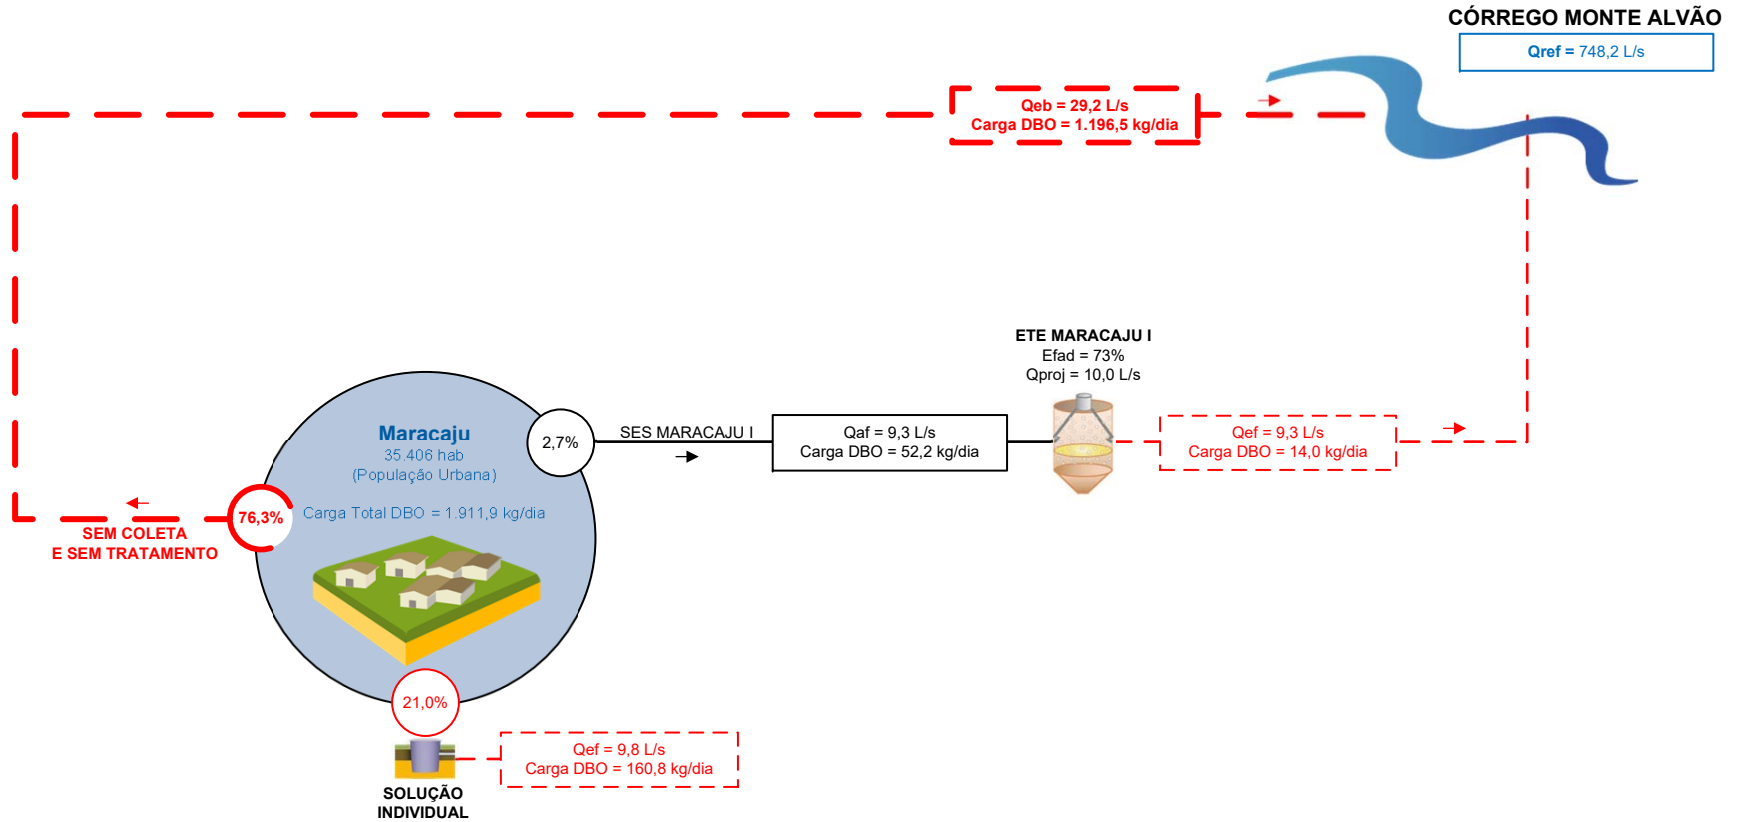 CÓRREGO MONTE ALVÃO
Qref = 748,2 L/s
Qeb = 29,2 L/s
Carga DBO = 1.196,5 kg/dia
ETE MARACAJU I
Efad = 73%
Qproj = 10,0 L/s
Maracaju
35.406 hab
(População Urbana)
Carga Total DBO = 1.911,9 kg/dia
2,7%
SES MARACAJU I
Qaf = 9,3 L/s
Carga DBO = 52,2 kg/dia
Qef = 9,3 L/s
Carga DBO = 14,0 kg/dia
76,3%
SEM COLETA
E SEM TRATAMENTO
21,0%
Qef = 9,8 L/s
Carga DBO = 160,8 kg/dia
SOLUÇÃO
INDIVIDUAL